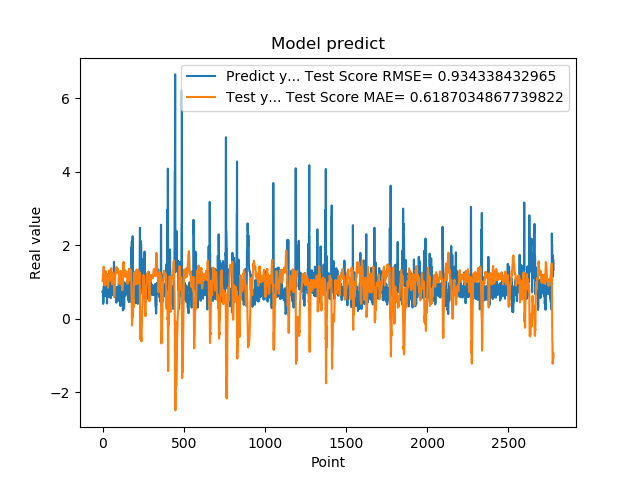 Model predict
Predict y... Test Score RMSE= 0.934338432965
Test y... Test Score MAE= 0.6187034867739822
Real value
6
4
2
0
−2
0 500 1000 1500 2000 2500
Point